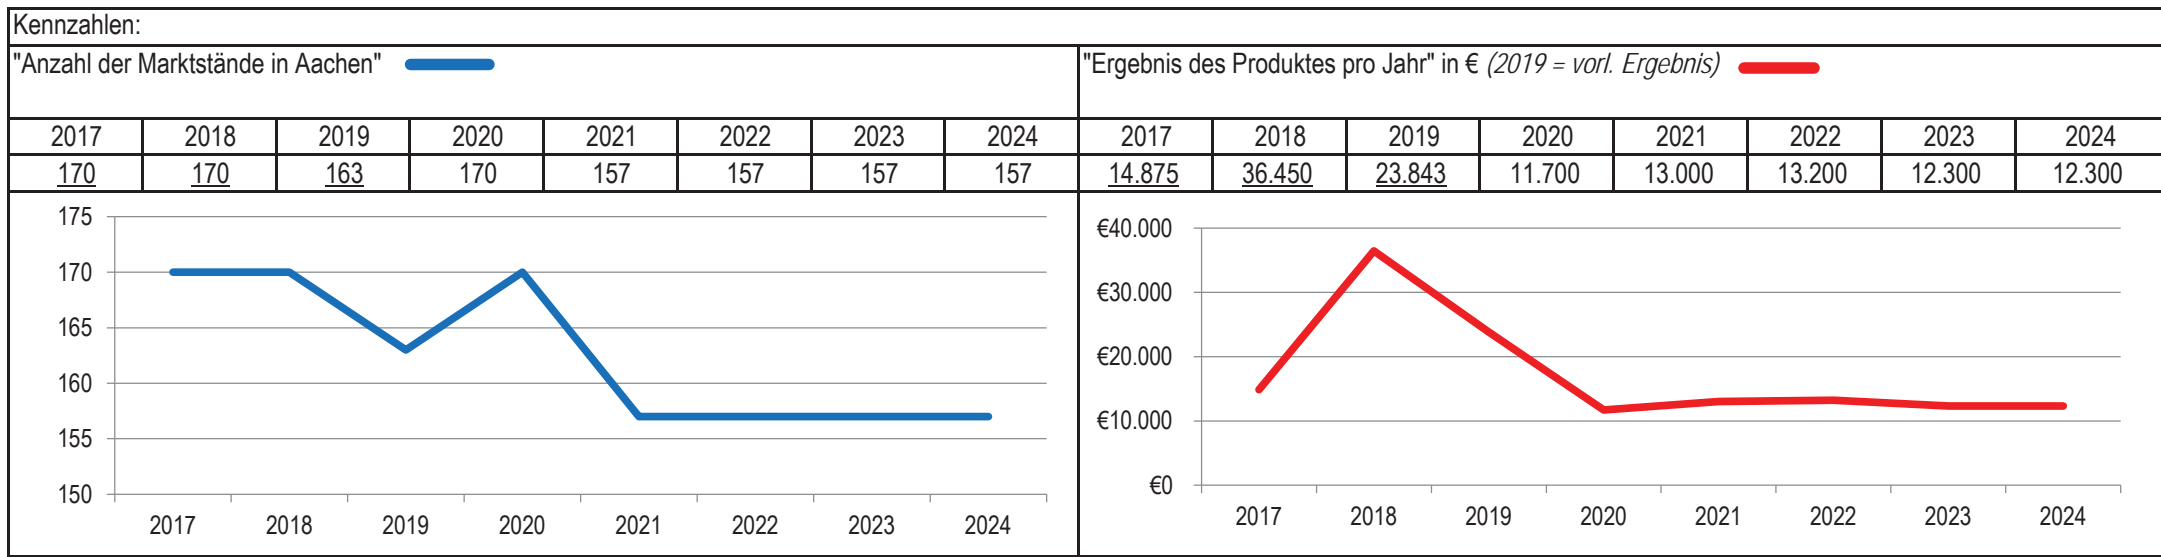 Kennzahlen:
"Anzahl der Marktstände in Aachen"
"Ergebnis des Produktes pro Jahr" in € (2019 = vorl. Ergebnis)
2017 2018 2019 2020 2021 2022 2023 2024 2017 2018 2019 2020 2021 2022 2023 2024
170 170 163 170 157 157 157 157 14.875 36.450 23.843 11.700 13.000 13.200 12.300 12.300
175
170
165
160
155
150
2017 2018 2019 2020 2021 2022 2023 2024
€40.000
€30.000
€20.000
€10.000
€0
2017 2018 2019 2020 2021 2022 2023 2024